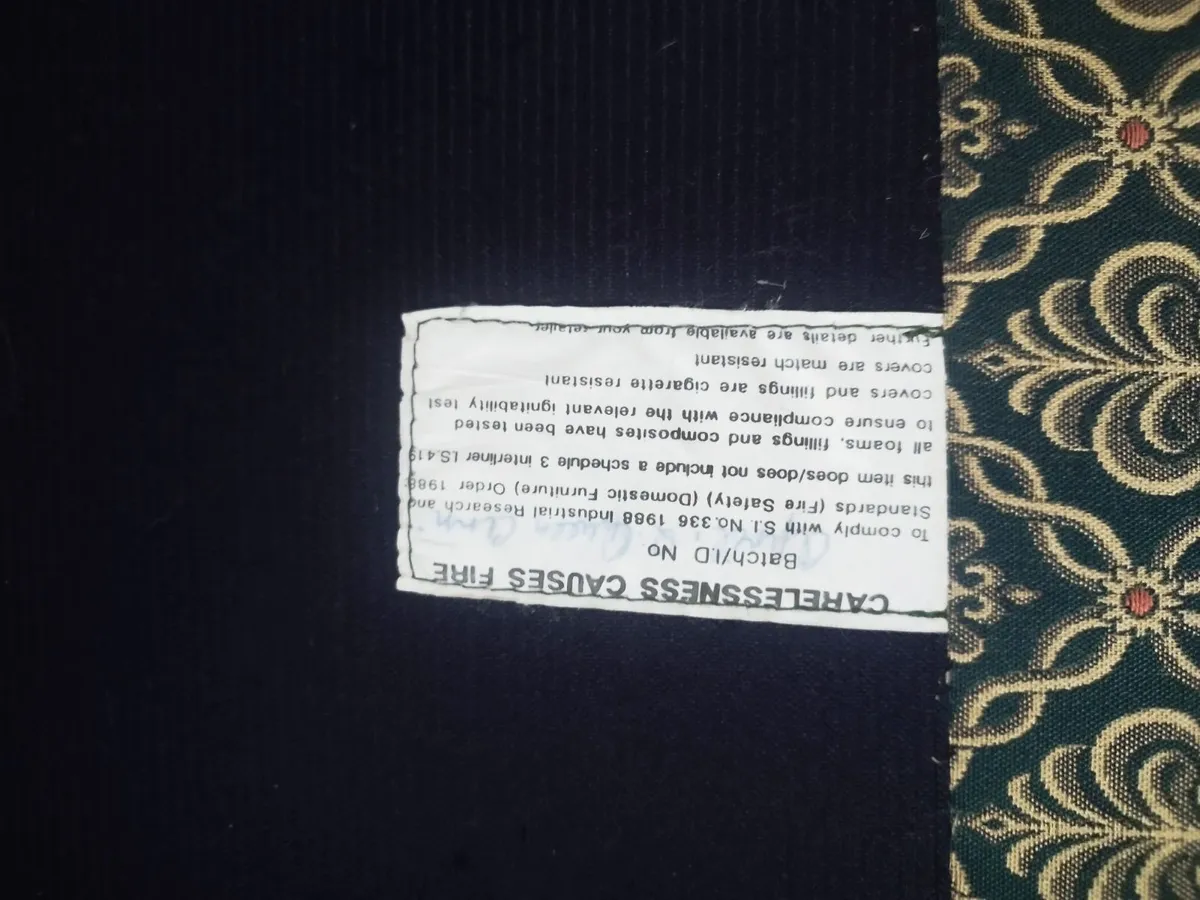 CARELESSNESS CAUSES FIRE
Batch/I.D No
To comply with S.I. No.336 1988 Industrial Research and
Standards (Fire Safety) (Domestic Furniture) Order 1988
this item does/does not include a schedule 3 interliner I.S.419
all foams, fillings and composites have been tested
to ensure compliance with the relevant ignitability test
covers and fillings are cigarette resistant
covers are match resistant
Further details are available from your retailer